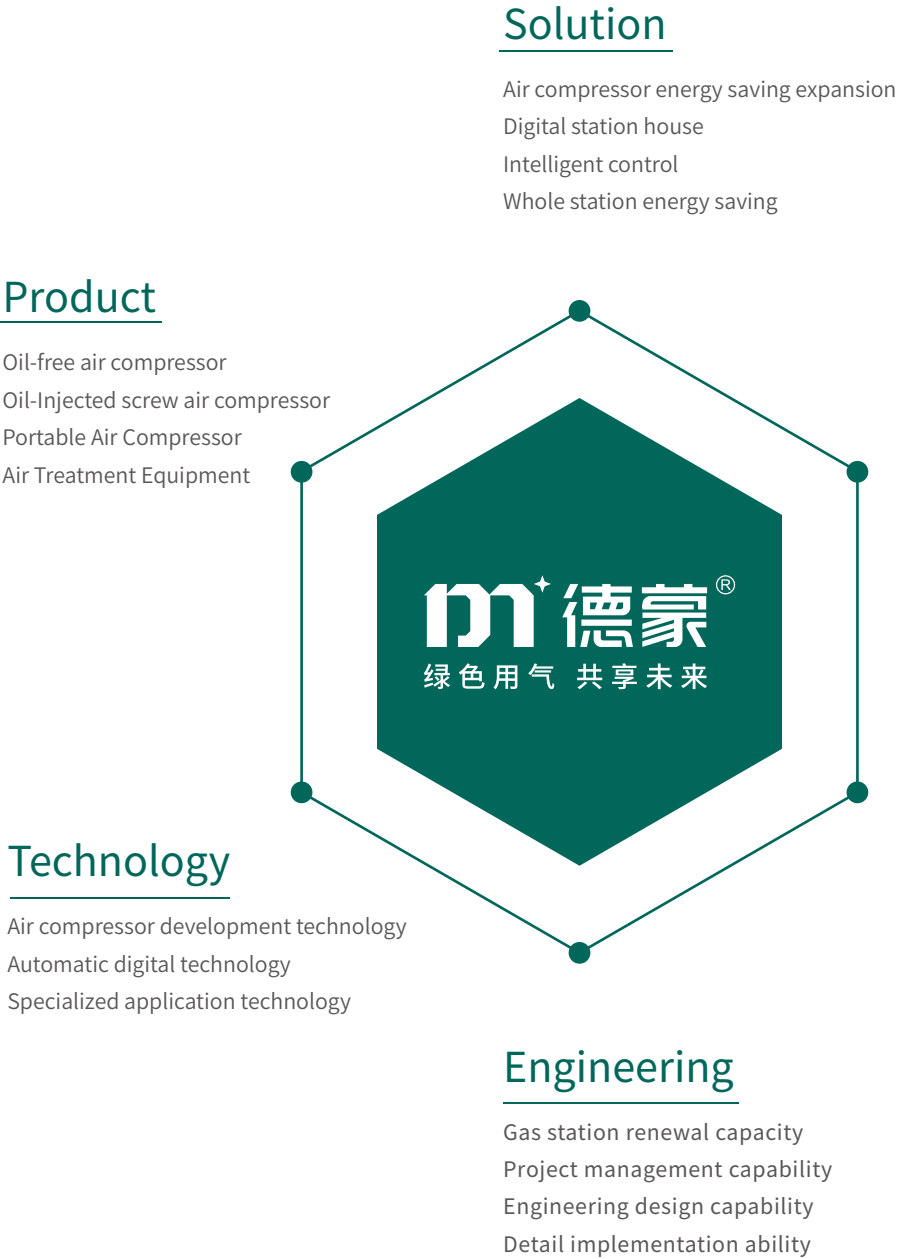 Solution
Air compressor energy saving expansion
Digital station house
Intelligent control
Whole station energy saving
Product
Oil-free air compressor
Oil-Injected screw air compressor
Portable Air Compressor
Air Treatment Equipment
m 德蒙®
绿色用气 共享未来
Technology
Air compressor development technology
Automatic digital technology
Specialized application technology
Engineering
Gas station renewal capacity
Project management capability
Engineering design capability
Detail implementation ability